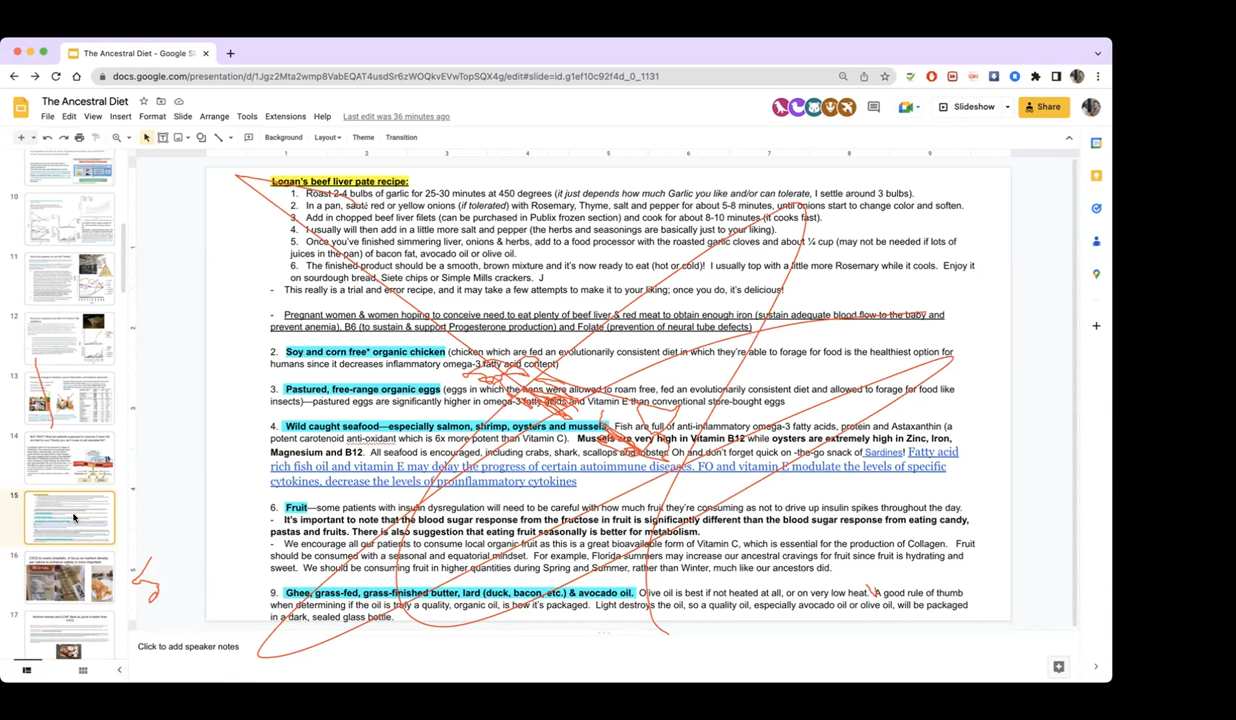 The Ancestral Diet - Google Sl
docs.google.com/presentation/d/1Jgz2Mta2wmp8VabEQAT4usdSr6zWOQkvEVwTopSQX4g/edit#slide=id.g1ef10c92f4d_0_1131
The Ancestral Diet
File Edit View Insert Format Slide Arrange Tools Extensions Help Last edit was 36 minutes ago
Slideshow
Share
Background Layout Theme Transition
1 2 3 4 5 6 7 8 9
10
11
12
13
14
15
16
17
Logan's beef liver pate recipe:
1. Roast 2-4 bulbs of garlic for 25-30 minutes at 450 degrees (it just depends how much Garlic you like and/or can tolerate, I settle around 3 bulbs).
2. In a pan, sauté red or yellow onions (if tolerated) with Rosemary, Thyme, salt and pepper for about 5-8 minutes, until onions start to change color and soften.
3. Add in chopped beef liver filets (can be purchased in Publix frozen section) and cook for about 8-10 minutes (it cooks fast).
4. I usually will then add in a little more salt and pepper (the herbs and seasonings are basically just to your liking).
5. Once you've finished simmering liver, onions & herbs, add to a food processor with the roasted garlic cloves and about ¼ cup (may not be needed if lots of
juices in the pan) of bacon fat, avocado oil or olive oil.
6. The finished product should be a smooth, brown mixture and it's now ready to eat (hot or cold)! I usually top with a little more Rosemary while it cools. Enjoy it
on sourdough bread, Siete chips or Simple Mills crackers. J
- This really is a trial and error recipe, and it may take a few attempts to make it to your liking; once you do, it's delicious!
- Pregnant women & women hoping to conceive need to eat plenty of beef liver & red meat to obtain enough iron (sustain adequate blood flow to the baby and
prevent anemia), B6 (to sustain & support Progesterone production) and Folate (prevention of neural tube defects)
2. Soy and corn free* organic chicken (chicken which are fed an evolutionarily consistent diet in which they're able to forage for food is the healthiest option for
humans since it decreases inflammatory omega-3 fatty acid content)
3. Pastured, free-range organic eggs (eggs in which the hens were allowed to roam free, fed an evolutionarily consistent diet and allowed to forage for food like
insects)—pastured eggs are significantly higher in omega-3 fatty acids and Vitamin E than conventional store-bought eggs
4. Wild caught seafood—especially salmon, shrimp, oysters and mussels. Fish are full of anti-inflammatory omega-3 fatty acids, protein and Astaxanthin (a
potent carotenoid anti-oxidant which is 6x more potent than Vitamin C). Mussels are very high in Vitamin B12 while oysters are extremely high in Zinc, Iron,
Magnesium and B12. All seafood is encouraged, including crabs, shark, scallops and lobster. Oh and don't forget quick on -the-go snack of Sardines! Fatty acid
rich fish oil and vitamin E may delay the progress of certain autoimmune diseases. FO and vitamin E modulate the levels of specific
cytokines, decrease the levels of proinflammatory cytokines
6. Fruit—some patients with insulin dysregulation will need to be careful with how much fruit they're consuming as not to drive up insulin spikes throughout the day.
- It's important to note that the blood sugar response from the fructose in fruit is significantly different than the blood sugar response from eating candy,
pastas and fruits. There is also suggestion that eating fruit seasonally is better for metabolism.
- We encourage all our patients to consume local organic fruit as this is a great bioavailable form of Vitamin C, which is essential for the production of Collagen. Fruit
should be consumed with a seasonal and equatorial mindset. For example, Florida summers may increase our ancestral cravings for fruit since fruit is hydrating and
sweet. We should be consuming fruit in higher quantities during Spring and Summer, rather than Winter, much like our ancestors did.
9. Ghee, grass-fed, grass-finished butter, lard (duck, bacon, etc.) & avocado oil. Olive oil is best if not heated at all, or on very low heat. A good rule of thumb
when determining if the oil is truly a quality, organic oil, is how it's packaged. Light destroys the oil, so a quality oil, especially avocado oil or olive oil, will be packaged
in a dark, sealed glass bottle.
Click to add speaker notes